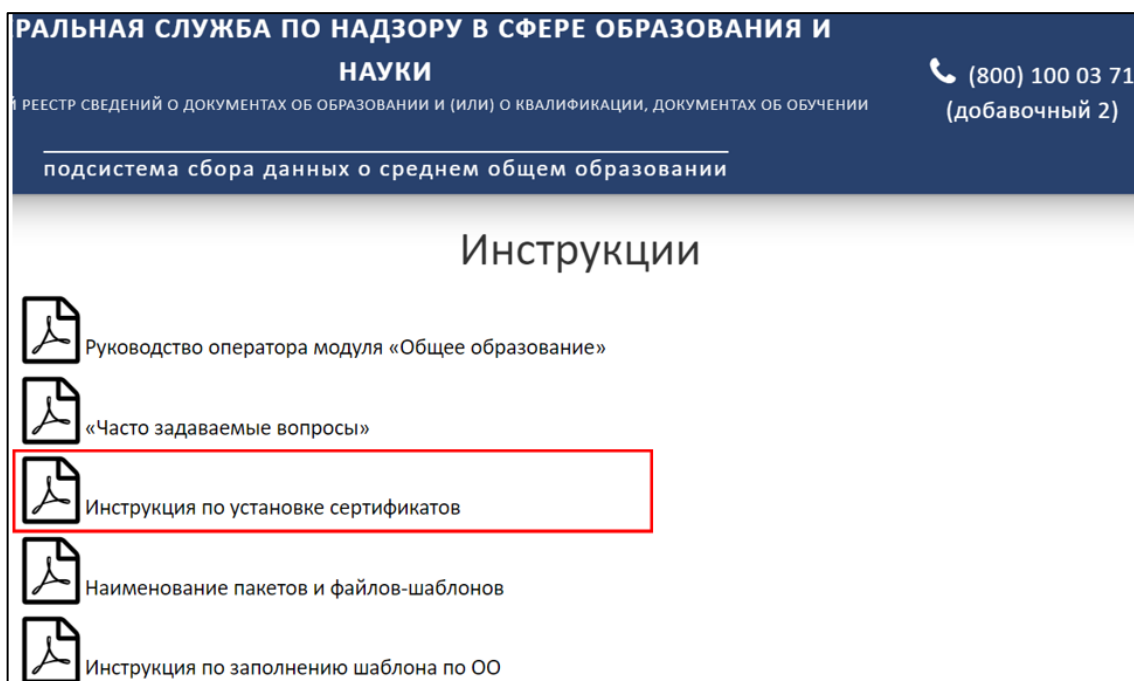 РАЛЬНАЯ СЛУЖБА ПО НАДЗОРУ В СФЕРЕ ОБРАЗОВАНИЯ И
НАУКИ
Й РЕЕСТР СВЕДЕНИЙ О ДОКУМЕНТАХ ОБ ОБРАЗОВАНИИ И (ИЛИ) О КВАЛИФИКАЦИИ, ДОКУМЕНТАХ ОБ ОБУЧЕНИИ
подсистема сбора данных о среднем общем образовании
(800) 100 03 71
(добавочный 2)
Инструкции
Руководство оператора модуля «Общее образование»
«Часто задаваемые вопросы»
Инструкция по установке сертификатов
Наименование пакетов и файлов-шаблонов
Инструкция по заполнению шаблона по ОО